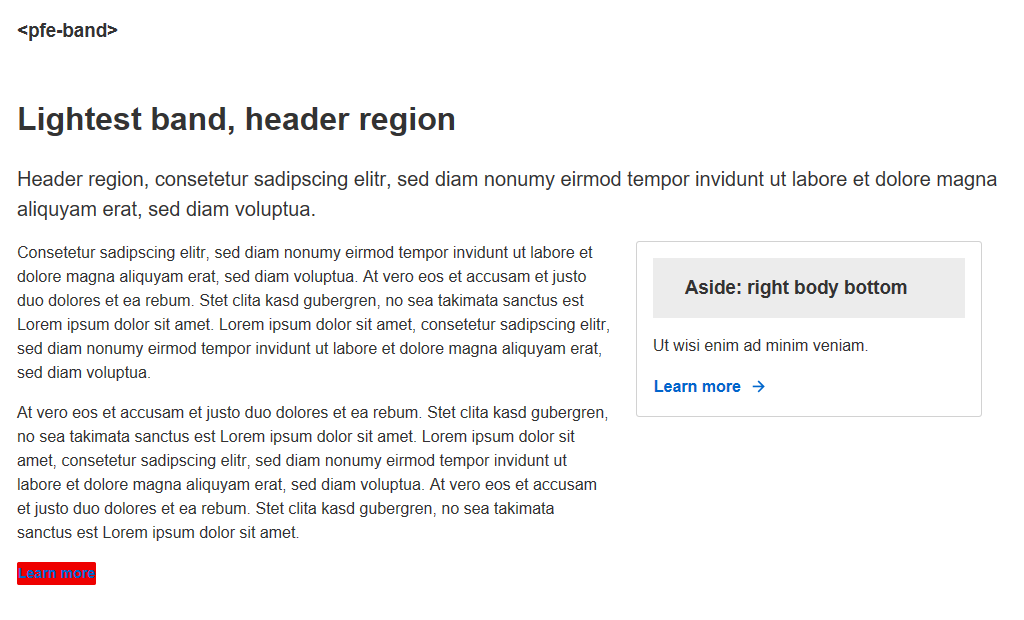 <pfe-band>
Lightest band, header region
Header region, consetetur sadipscing elitr, sed diam nonumy eirmod tempor invidunt ut labore et dolore magna
aliquyam erat, sed diam voluptua.
Consetetur sadipscing elitr, sed diam nonumy eirmod tempor invidunt ut labore et
dolore magna aliquyam erat, sed diam voluptua. At vero eos et accusam et justo
duo dolores et ea rebum. Stet clita kasd gubergren, no sea takimata sanctus est
Lorem ipsum dolor sit amet. Lorem ipsum dolor sit amet, consetetur sadipscing elitr,
sed diam nonumy eirmod tempor invidunt ut labore et dolore magna aliquyam erat,
sed diam voluptua.
At vero eos et accusam et justo duo dolores et ea rebum. Stet clita kasd gubergren,
no sea takimata sanctus est Lorem ipsum dolor sit amet. Lorem ipsum dolor sit
amet, consetetur sadipscing elitr, sed diam nonumy eirmod tempor invidunt ut
labore et dolore magna aliquyam erat, sed diam voluptua. At vero eos et accusam
et justo duo dolores et ea rebum. Stet clita kasd gubergren, no sea takimata
sanctus est Lorem ipsum dolor sit amet.
Learn more
Aside: right body bottom
Ut wisi enim ad minim veniam.
Learn more →